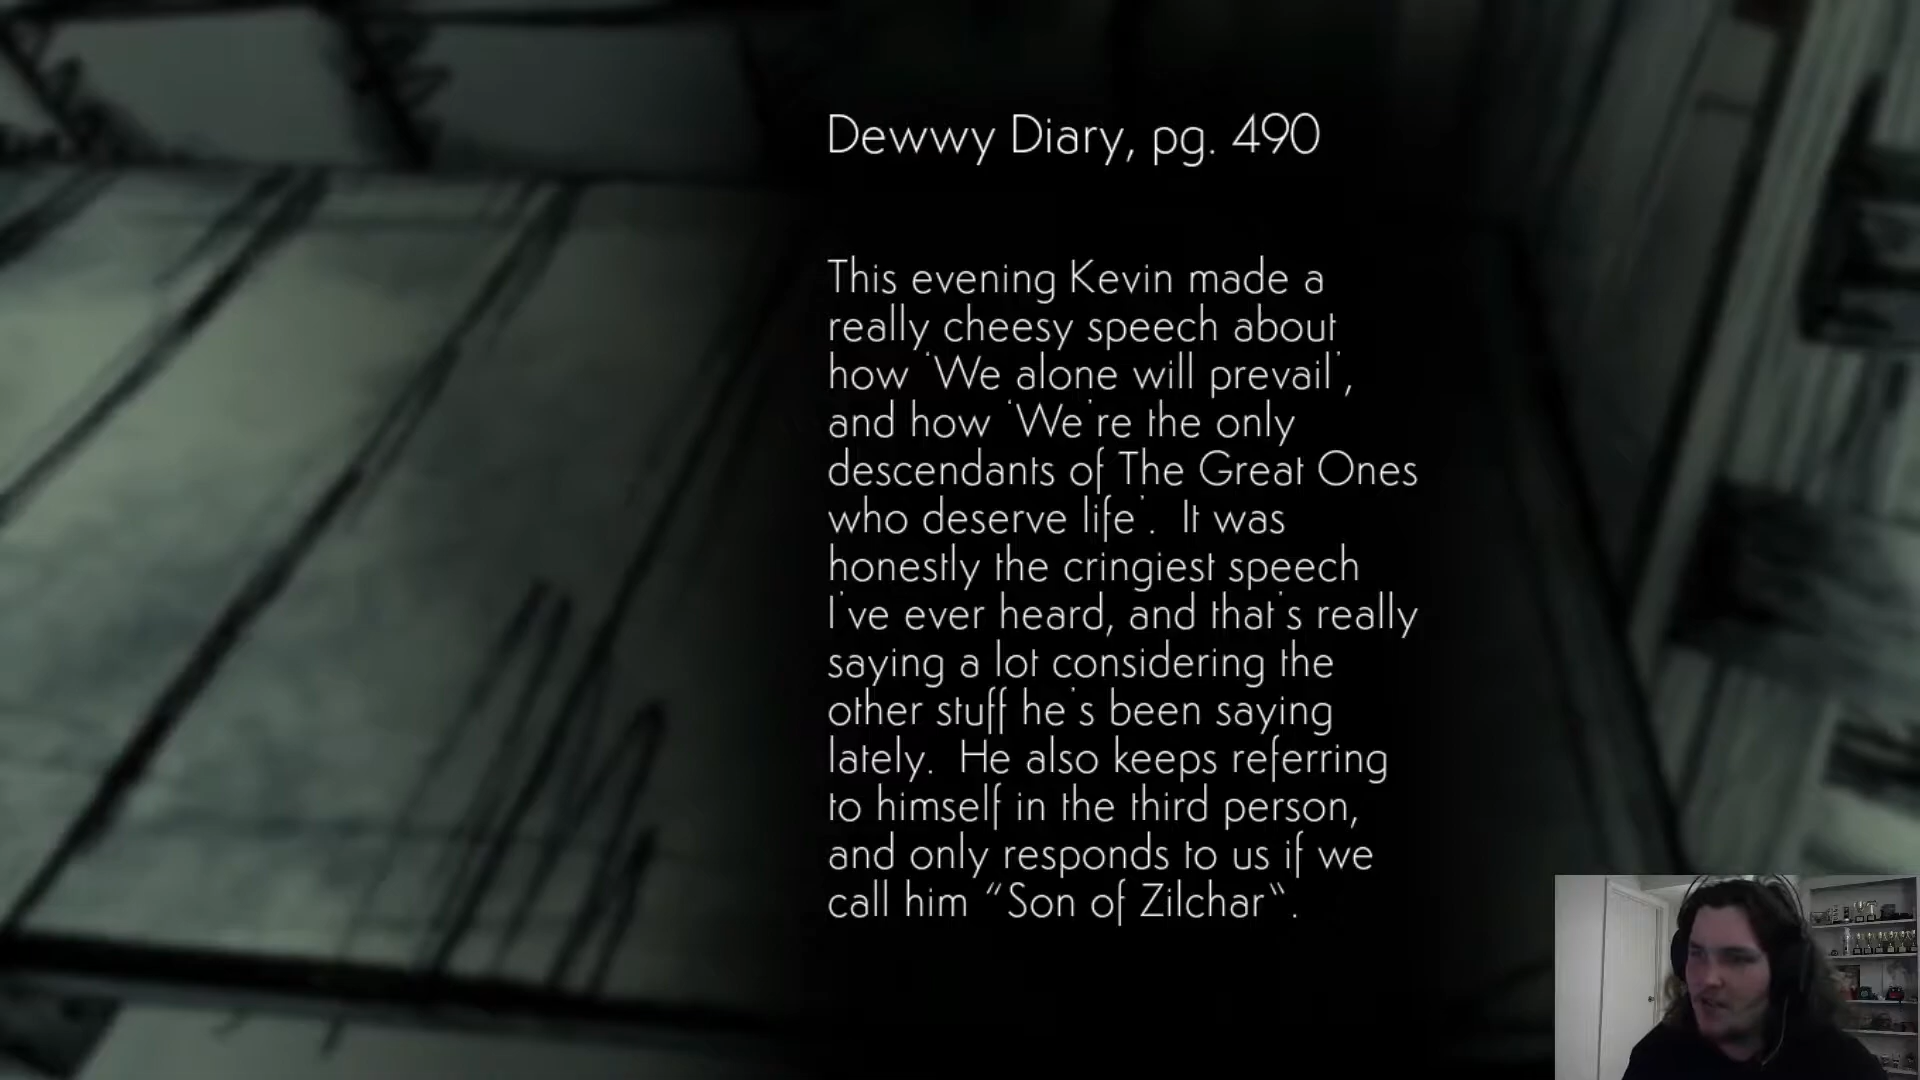 Dewwy Diary, pg. 490
This evening Kevin made a
really cheesy speech about
how 'We alone will prevail',
and how 'We're the only
descendants of The Great Ones
who deserve life'.  It was
honestly the cringiest speech
I've ever heard, and that's really
saying a lot considering the
other stuff he's been saying
lately.  He also keeps referring
to himself in the third person,
and only responds to us if we
call him “Son of Zilchar“.